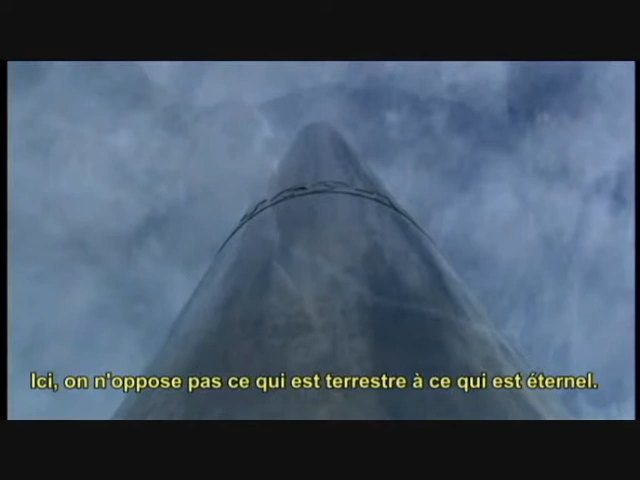 Ici, on n'oppose pas ce qui est terrestre à ce qui est éternel.